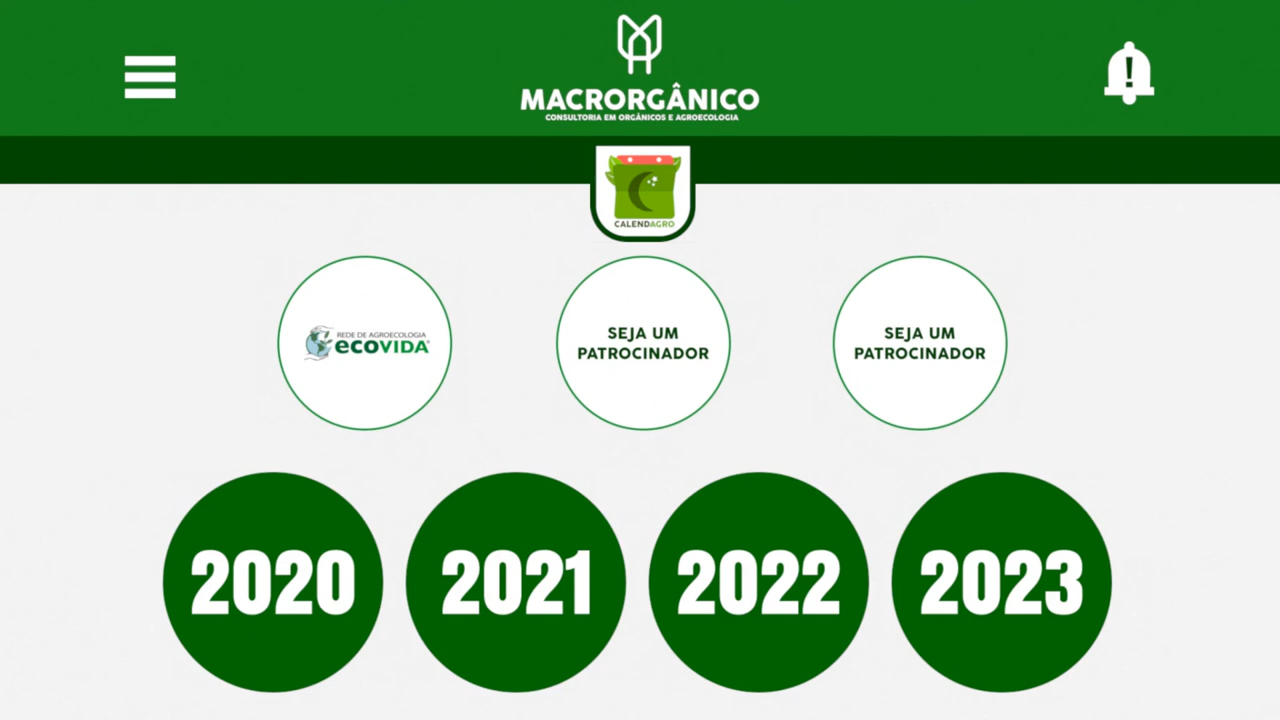 MACRORGÂNICO
CONSULTORIA EM ORGÂNICOS E AGROECOLOGIA
CALENDAGRO
REDE DE AGROECOLOGIA
ecoVIDA®
SEJA UM
PATROCINADOR
SEJA UM
PATROCINADOR
2020
2021
2022
2023